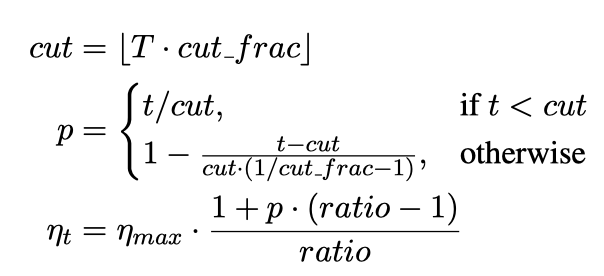 cut = ⌊T · cut_frac⌋
p = { t/cut, if t < cut
1 − t−cut / cut·(1/cut_frac−1), otherwise
η_t = η_max · 1 + p · (ratio − 1) / ratio